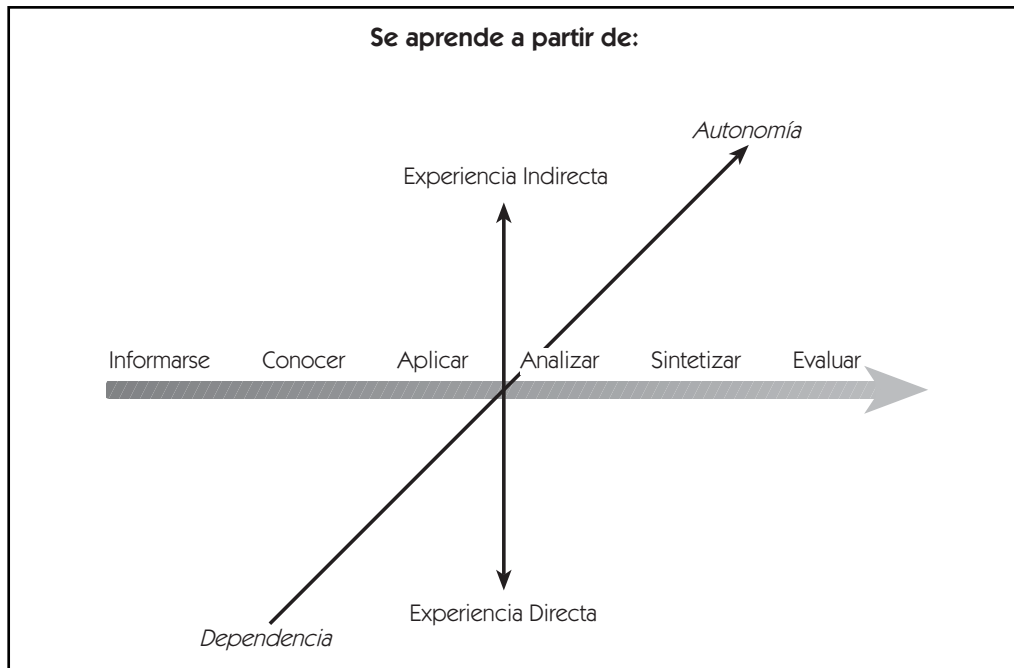 Se aprende a partir de:
Autonomía
Experiencia Indirecta
Informarse Conocer Aplicar Analizar Sintetizar Evaluar
Experiencia Directa
Dependencia